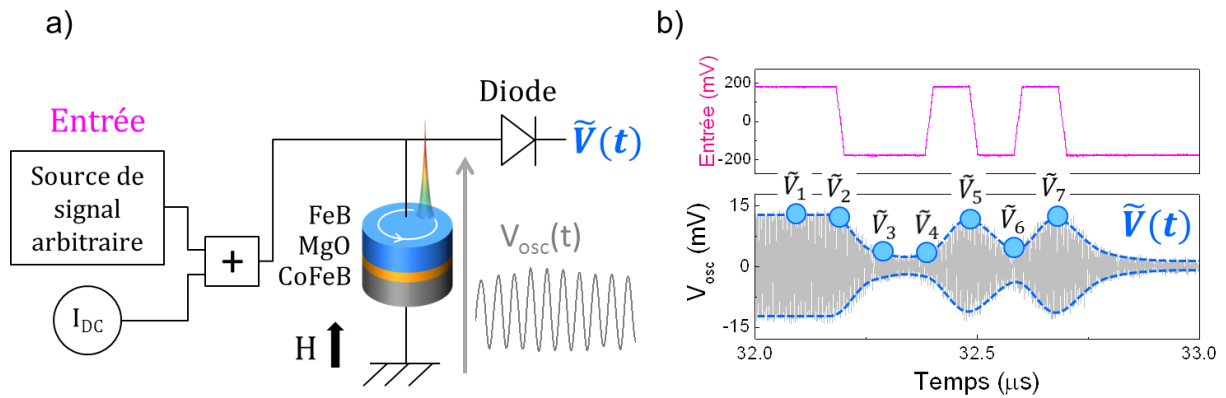 a)
Entrée
Source de
signal
arbitraire
I_DC
+
FeB
MgO
CoFeB
H
Diode
Ṽ(t)
V_osc(t)
b)
Entrée (mV)
200
0
-200
Ṽ₁
Ṽ₂
Ṽ₃
Ṽ₄
Ṽ₅
Ṽ₆
Ṽ₇
Ṽ(t)
V_osc (mV)
15
0
-15
32.0
32.5
33.0
Temps (μs)